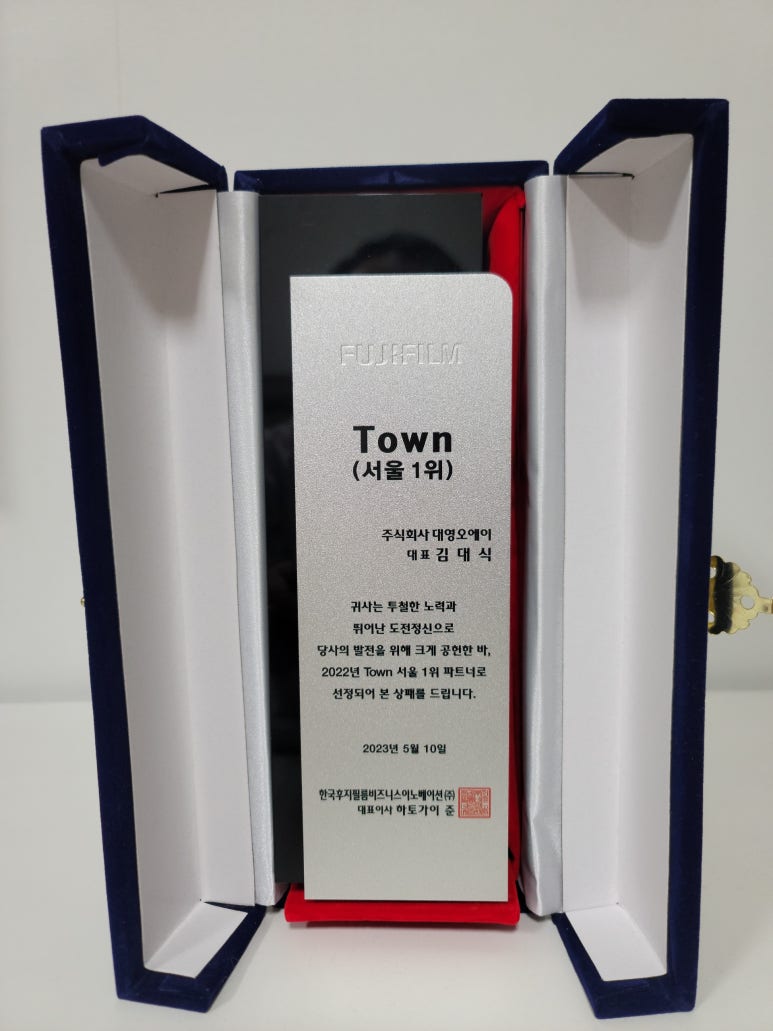 FUJIFILM
Town
(서울 1위)
주식회사 대영오에이
대표 김 대 식
귀사는 투철한 노력과
뛰어난 도전정신으로
당사의 발전을 위해 크게 공헌한 바,
2022년 Town 서울 1위 파트너로
선정되어 본 상패를 드립니다.
2023년 5월 10일
한국후지필름비즈니스이노베이션(주)
대표이사 하토가이 준